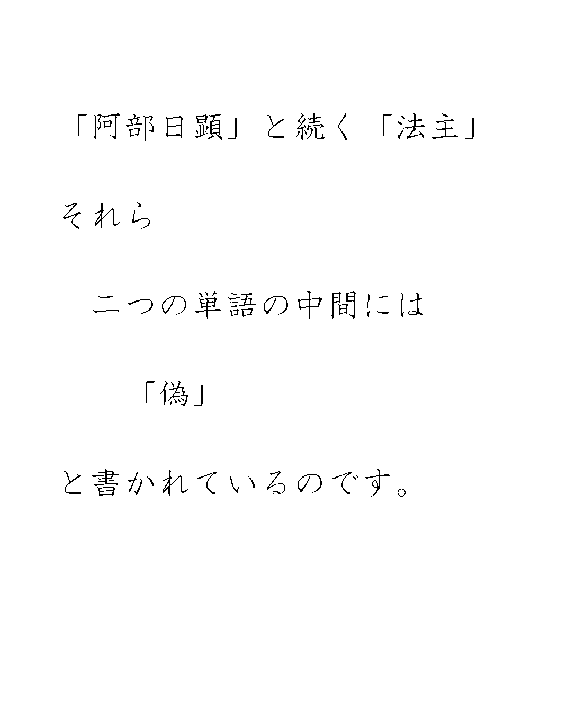 「阿部日顕」と続く「法主」
それら
二つの単語の中間には
「偽」
と書かれているのです。